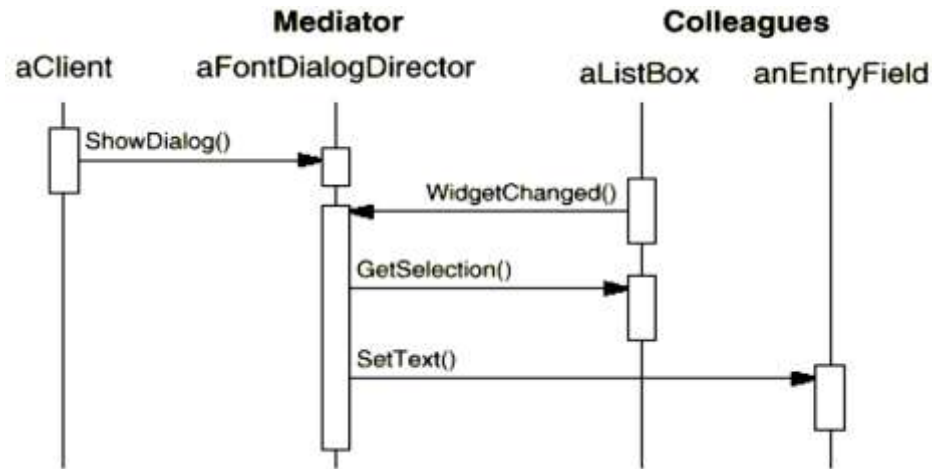 Mediator Colleagues
aClient aFontDialogDirector aListBox anEntryField
ShowDialog()
WidgetChanged()
GetSelection()
SetText()